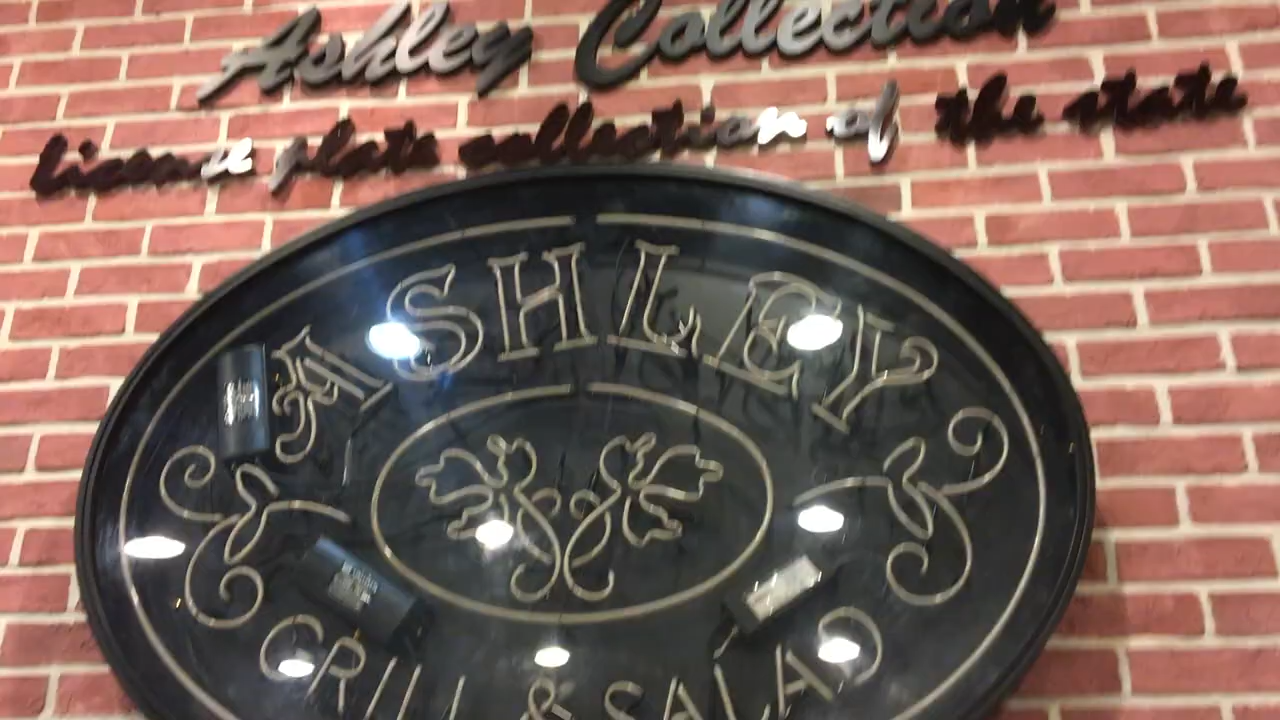 Ashley Collection
License plate collection of the state
ASHLEY
GRILL & SALAD